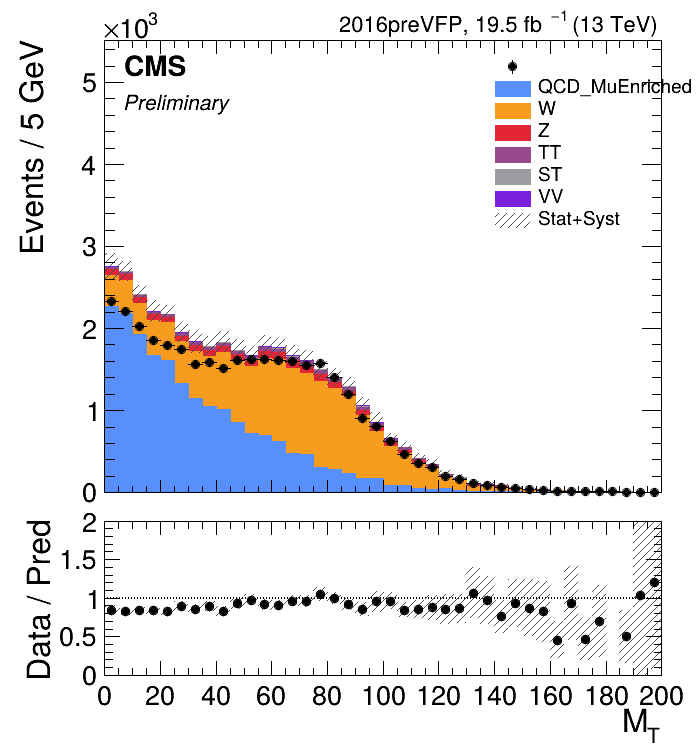 ×10³
2016preVFP, 19.5 fb ⁻¹ (13 TeV)
CMS
Preliminary
QCD_MuEnriched
W
Z
TT
ST
VV
Stat+Syst
Events / 5 GeV
5
4
3
2
1
0
Data / Pred
2
1.5
1
0.5
0
0 20 40 60 80 100 120 140 160 180 200
M_T